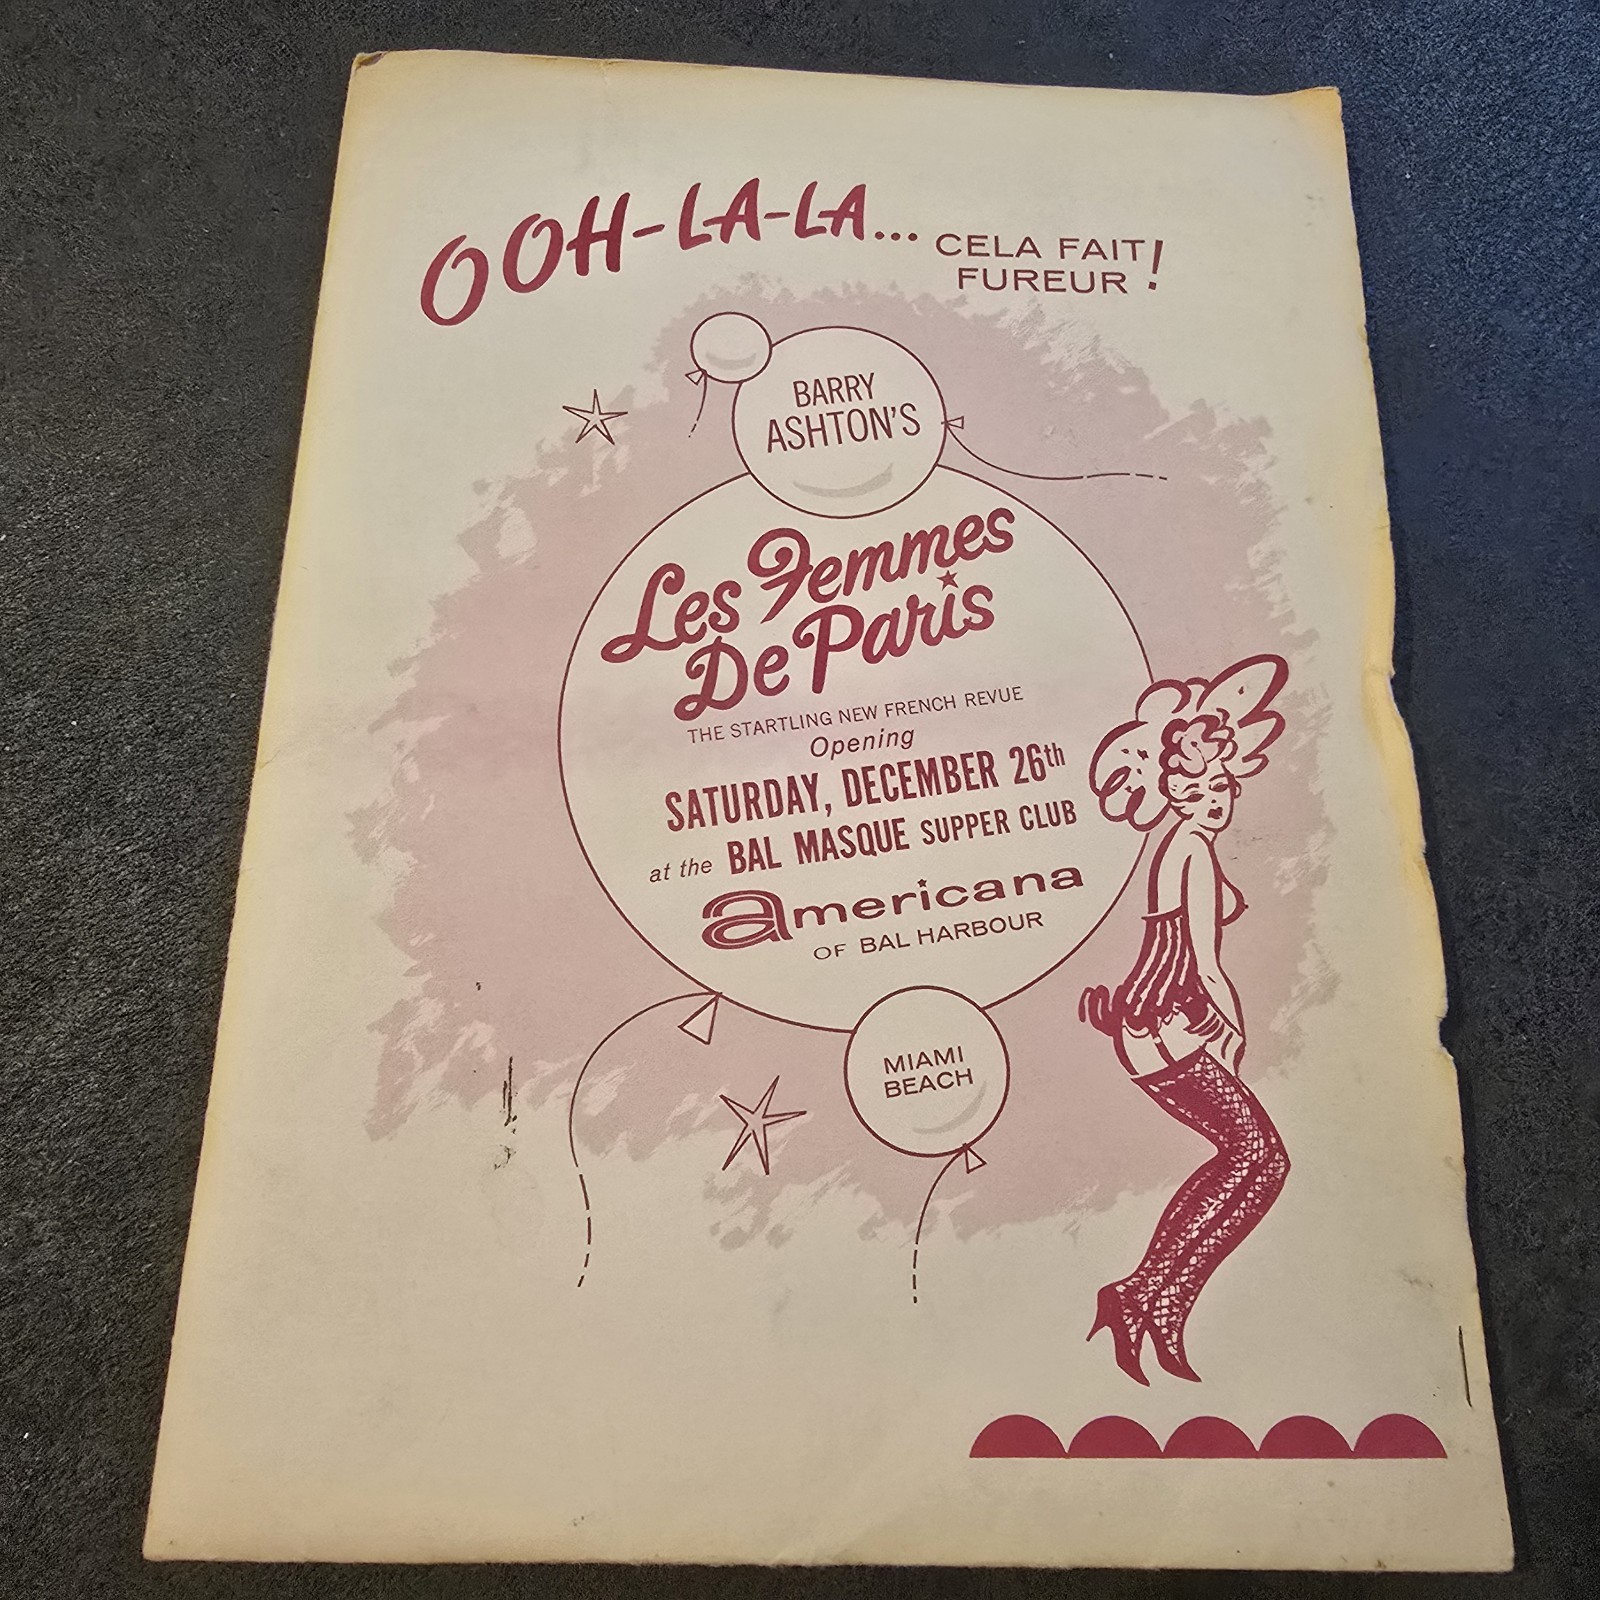 OOH-LA-LA... CELA FAIT
FUREUR!
BARRY
ASHTON'S
Les Femmes
De Paris
THE STARTLING NEW FRENCH REVUE
Opening
SATURDAY, DECEMBER 26th
at the BAL MASQUE SUPPER CLUB
americana
OF BAL HARBOUR
MIAMI
BEACH